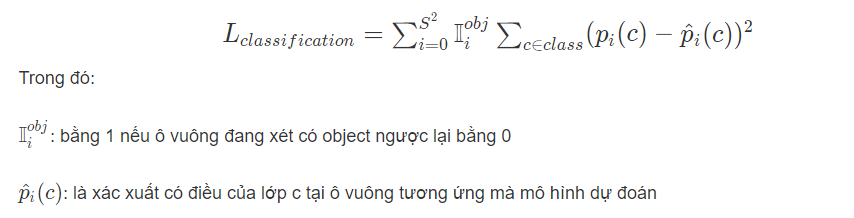 L_{classification} = \sum_{i=0}^{S^2} \mathbb{I}_i^{obj} \sum_{c \in class} (p_i(c) - \hat{p}_i(c))^2
Trong đó:
\mathbb{I}_i^{obj}: bằng 1 nếu ô vuông đang xét có object ngược lại bằng 0
\hat{p}_i(c): là xác xuất có điều của lớp c tại ô vuông tương ứng mà mô hình dự đoán